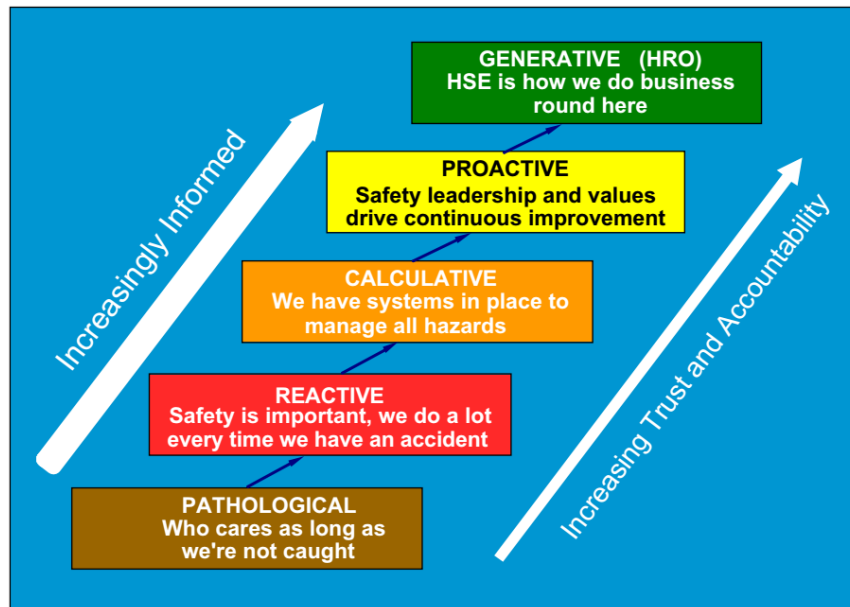 GENERATIVE (HRO)
HSE is how we do business
round here
PROACTIVE
Safety leadership and values
drive continuous improvement
CALCULATIVE
We have systems in place to
manage all hazards
REACTIVE
Safety is important, we do a lot
every time we have an accident
PATHOLOGICAL
Who cares as long as
we're not caught
Increasingly Informed
Increasing Trust and Accountability